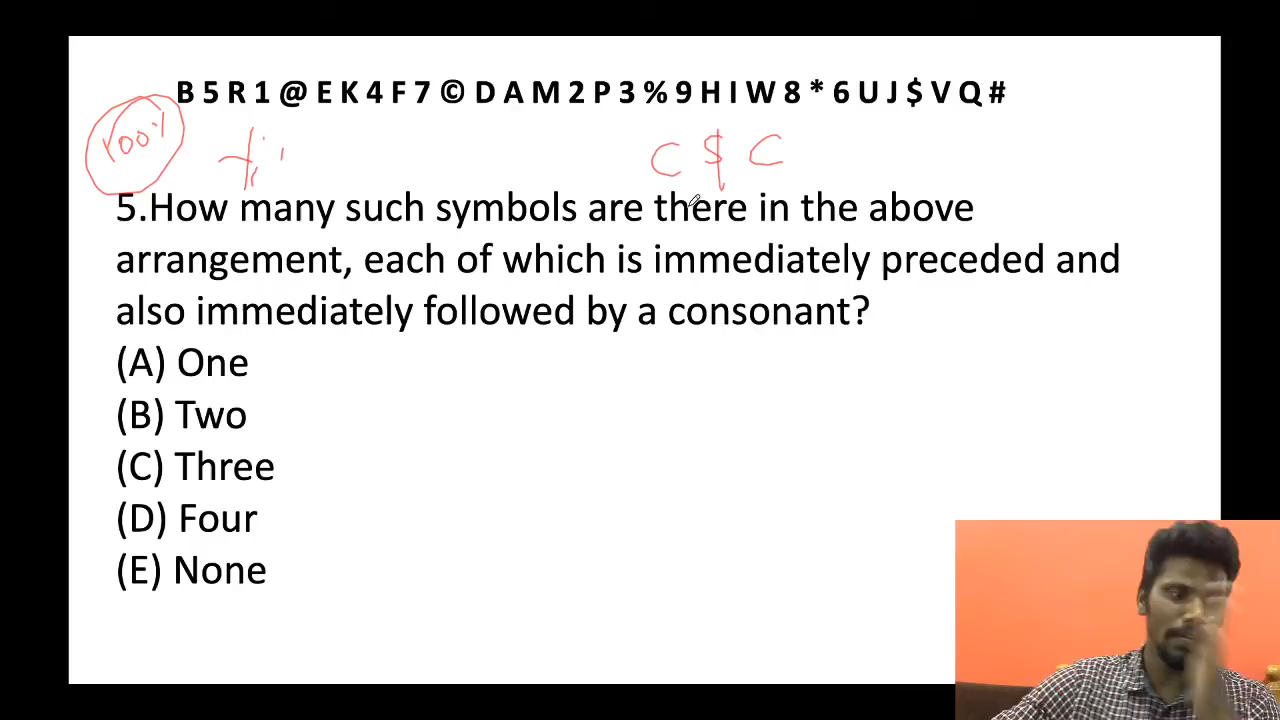 B 5 R 1 @ E K 4 F 7 © D A M 2 P 3 % 9 H I W 8 * 6 U J $ V Q #
100%
C $ C
5.How many such symbols are there in the above
arrangement, each of which is immediately preceded and
also immediately followed by a consonant?
(A) One
(B) Two
(C) Three
(D) Four
(E) None